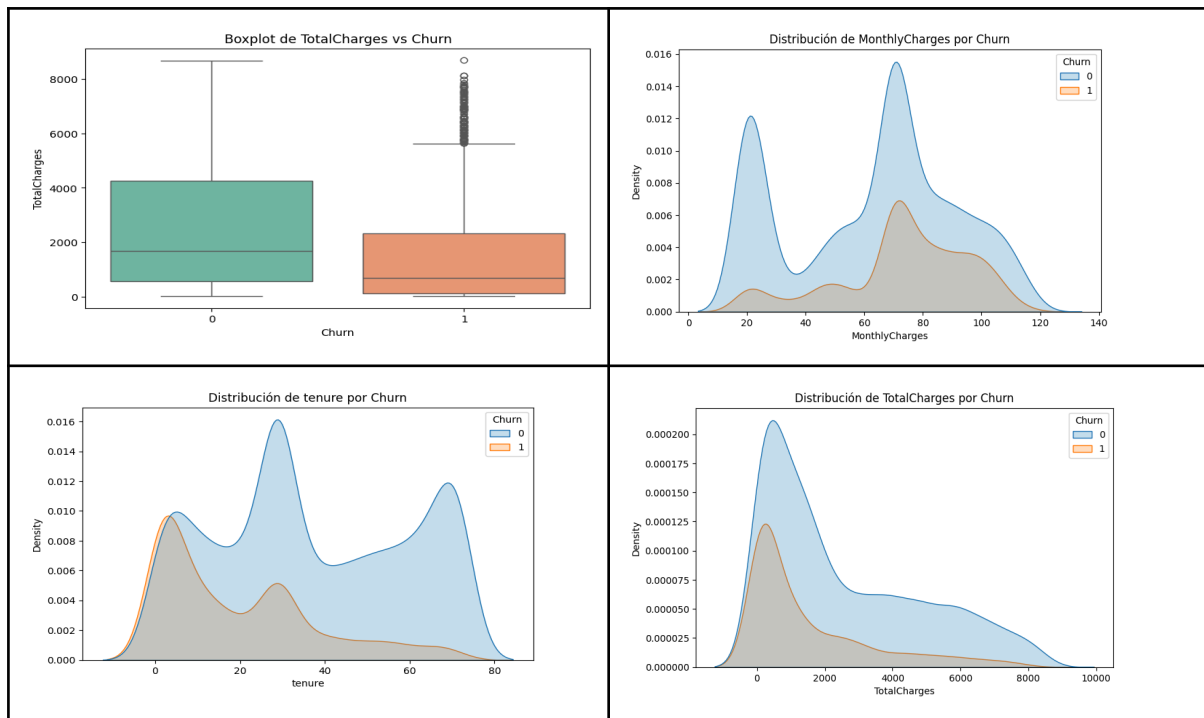 Boxplot de TotalCharges vs Churn
TotalCharges
8000
6000
4000
2000
0
0
1
Churn
Distribución de MonthlyCharges por Churn
Density
0.016
0.014
0.012
0.010
0.008
0.006
0.004
0.002
0.000
Churn
0
1
0 20 40 60 80 100 120 140
MonthlyCharges
Distribución de tenure por Churn
Density
0.016
0.014
0.012
0.010
0.008
0.006
0.004
0.002
0.000
Churn
0
1
0 20 40 60 80
tenure
Distribución de TotalCharges por Churn
Density
0.000200
0.000175
0.000150
0.000125
0.000100
0.000075
0.000050
0.000025
0.000000
Churn
0
1
0 2000 4000 6000 8000 10000
TotalCharges